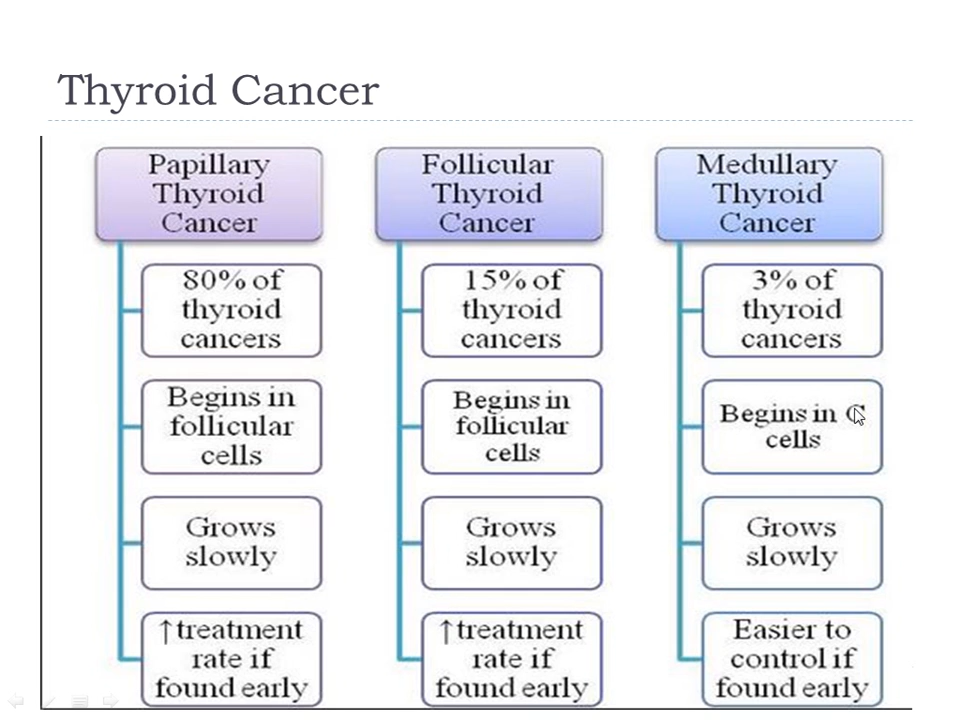 Thyroid Cancer
Papillary
Thyroid
Cancer
80% of
thyroid
cancers
Begins in
follicular
cells
Grows
slowly
↑treatment
rate if
found early
Follicular
Thyroid
Cancer
15% of
thyroid
cancers
Begins in
follicular
cells
Grows
slowly
↑treatment
rate if
found early
Medullary
Thyroid
Cancer
3% of
thyroid
cancers
Begins in C
cells
Grows
slowly
Easier to
control if
found early